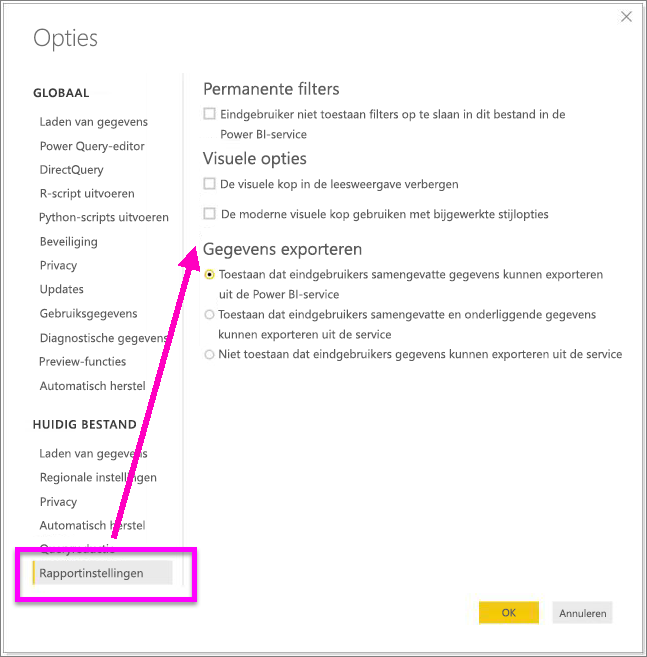 Opties
GLOBAAL
Laden van gegevens
Power Query-editor
DirectQuery
R-script uitvoeren
Python-scripts uitvoeren
Beveiliging
Privacy
Updates
Gebruiksgegevens
Diagnostische gegevens
Preview-functies
Automatisch herstel
HUIDIG BESTAND
Laden van gegevens
Regionale instellingen
Privacy
Automatisch herstel
Queryreductie
Rapportinstellingen
Permanente filters
Eindgebruiker niet toestaan filters op te slaan in dit bestand in de
Power BI-service
Visuele opties
De visuele kop in de leesweergave verbergen
De moderne visuele kop gebruiken met bijgewerkte stijlopties
Gegevens exporteren
Toestaan dat eindgebruikers samengevatte gegevens kunnen exporteren
uit de Power BI-service
Toestaan dat eindgebruikers samengevatte en onderliggende gegevens
kunnen exporteren uit de service
Niet toestaan dat eindgebruikers gegevens kunnen exporteren uit de service
OK
Annuleren